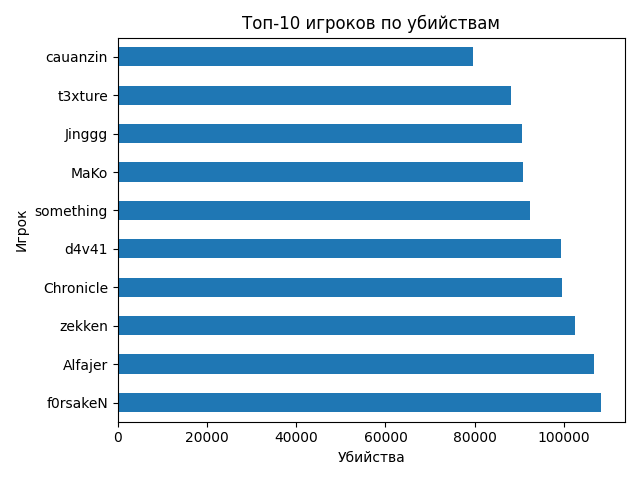 Топ-10 игроков по убийствам
cauanzin
t3xture
Jinggg
MaKo
something
d4v41
Chronicle
zekken
Alfajer
f0rsakeN
Игрок
0 20000 40000 60000 80000 100000
Убийства